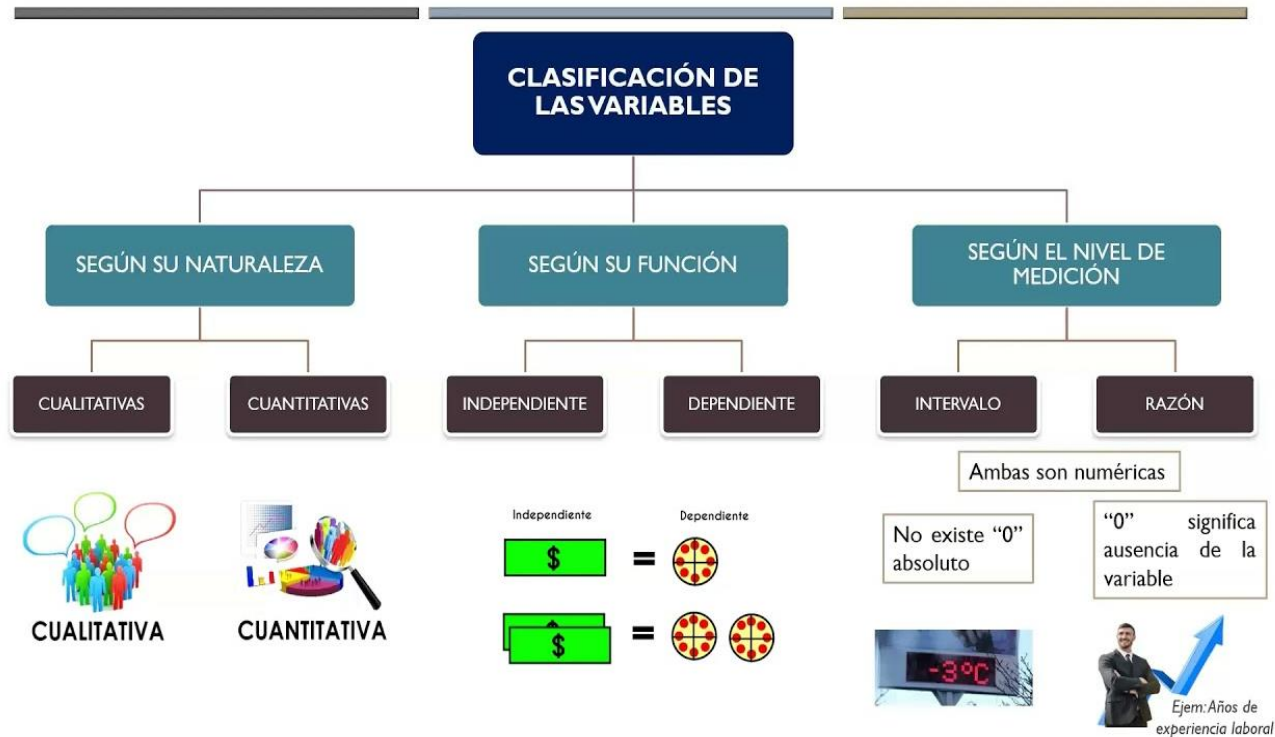 CLASIFICACIÓN DE
LAS VARIABLES
SEGÚN SU NATURALEZA
SEGÚN SU FUNCIÓN
SEGÚN EL NIVEL DE
MEDICIÓN
CUALITATIVAS
CUANTITATIVAS
INDEPENDIENTE
DEPENDIENTE
INTERVALO
RAZÓN
Ambas son numéricas
CUALITATIVA
CUANTITATIVA
Independiente
Dependiente
$ =
$ =
No existe “0”
absoluto
“0” significa
ausencia de la
variable
-3°C
Ejem: Años de
experiencia laboral